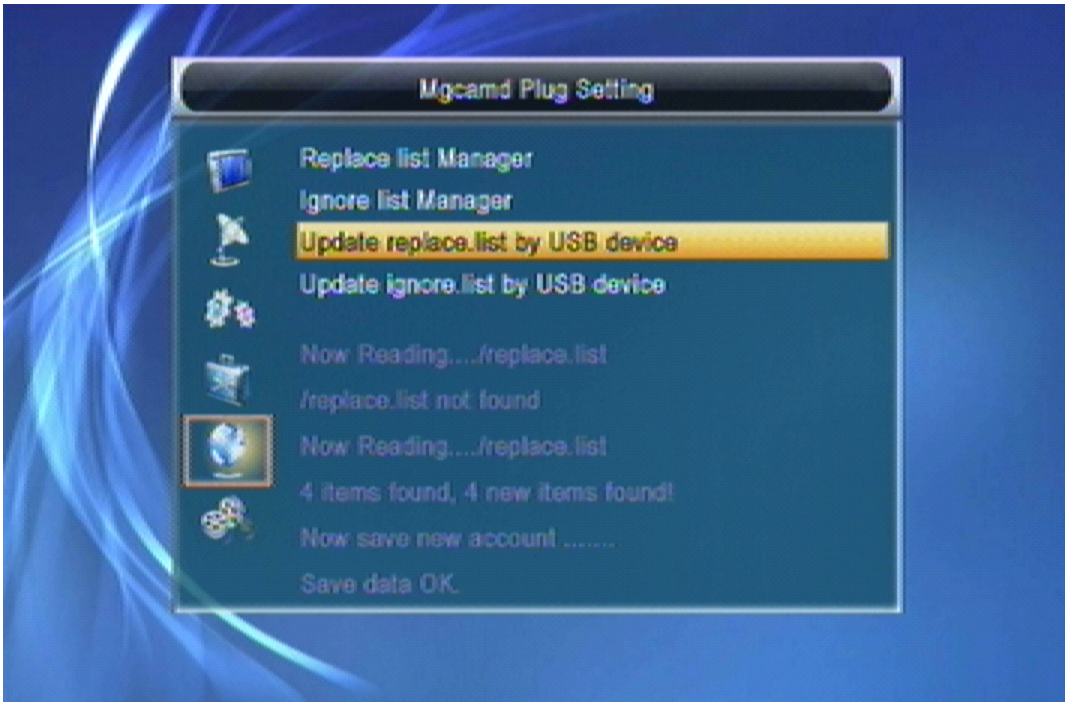 Mgcamd Plug Setting
Replace list Manager
Ignore list Manager
Update replace.list by USB device
Update ignore.list by USB device
Now Reading..../replace.list
/replace.list not found
Now Reading..../replace.list
4 items found, 4 new items found!
Now save new account ........
Save data OK.